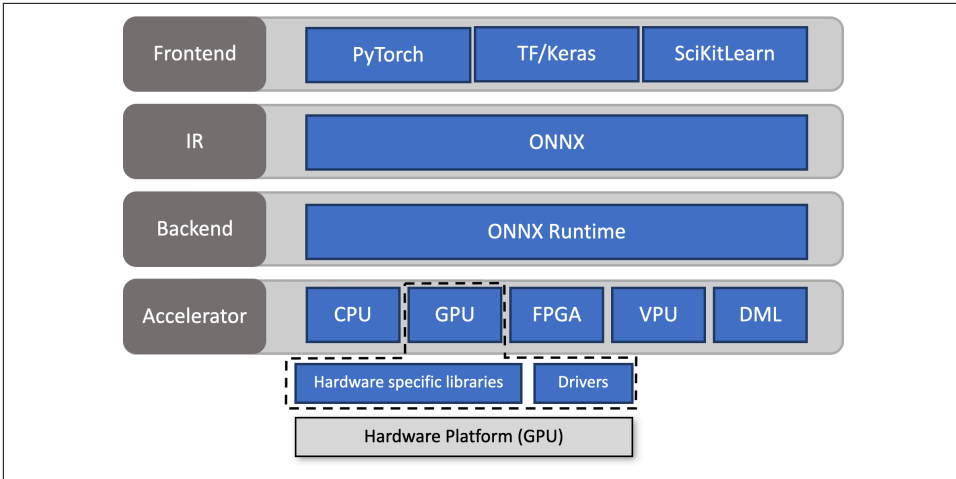 Frontend
PyTorch
TF/Keras
SciKitLearn
IR
ONNX
Backend
ONNX Runtime
Accelerator
CPU
GPU
FPGA
VPU
DML
Hardware specific libraries
Drivers
Hardware Platform (GPU)